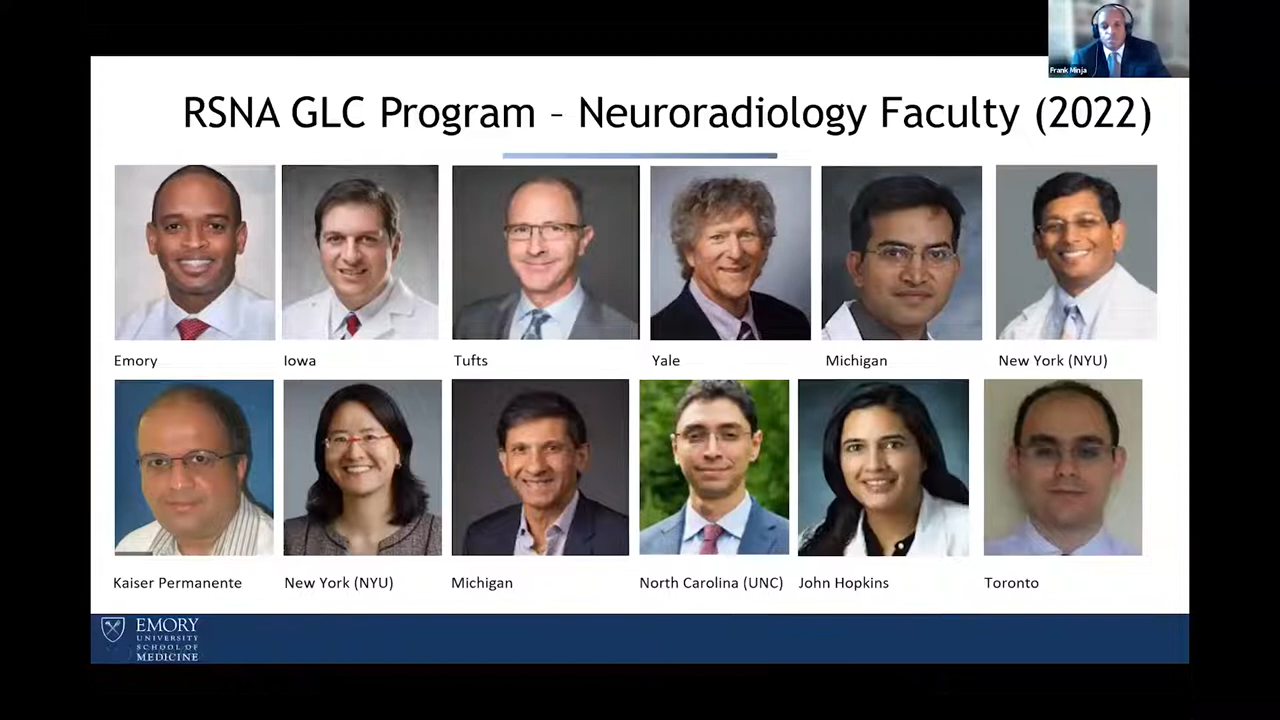 Frank Minja
RSNA GLC Program – Neuroradiology Faculty (2022)
Emory
Iowa
Tufts
Yale
Michigan
New York (NYU)
Kaiser Permanente
New York (NYU)
Michigan
North Carolina (UNC)
John Hopkins
Toronto
EMORY
UNIVERSITY
SCHOOL OF
MEDICINE